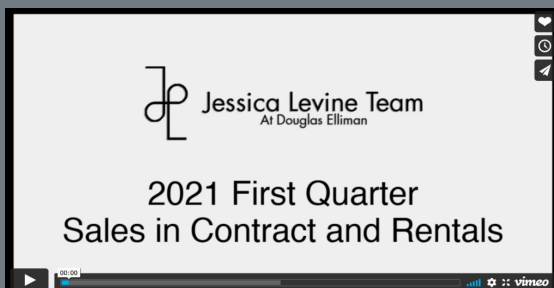 Jessica Levine Team
At Douglas Elliman
2021 First Quarter
Sales in Contract and Rentals
00:00
vimeo